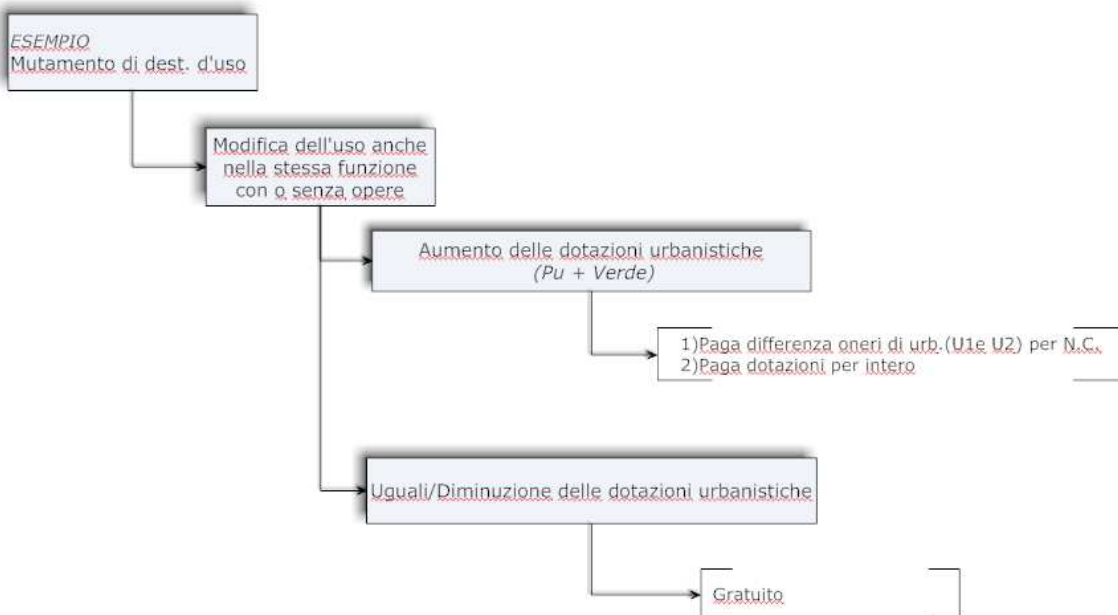 ESEMPIO
Mutamento di dest. d'uso
Modifica dell'uso anche
nella stessa funzione
con o senza opere
Aumento delle dotazioni urbanistiche
(Pu + Verde)
1)Paga differenza oneri di urb.(U1e U2) per N.C.
2)Paga dotazioni per intero
Uguali/Diminuzione delle dotazioni urbanistiche
Gratuito